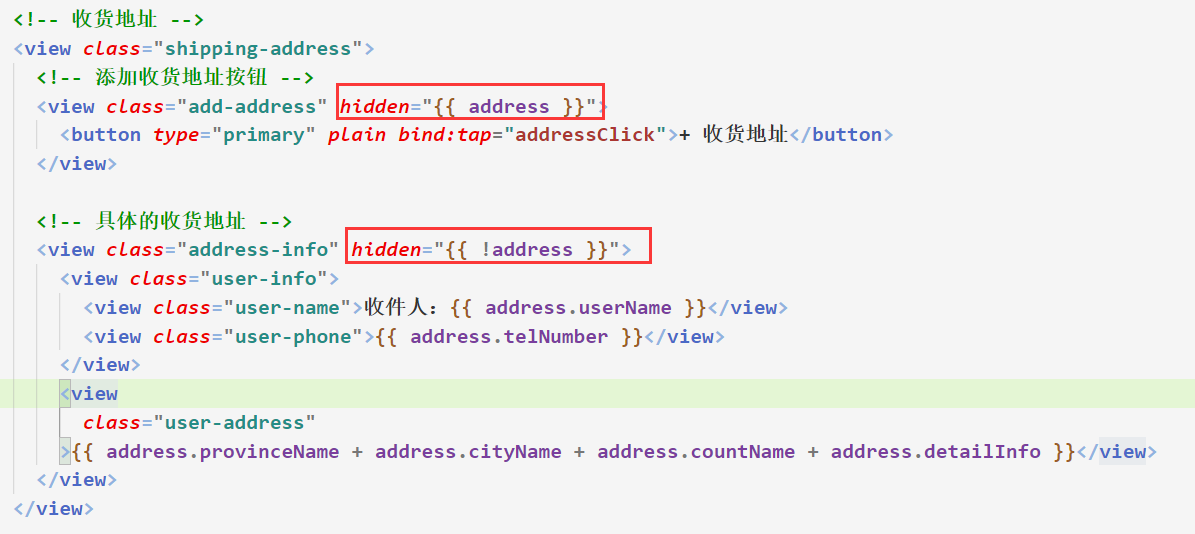 <!-- 收货地址 -->
<view class="shipping-address">
<!-- 添加收货地址按钮 -->
<view class="add-address" hidden="{{ address }}">
<button type="primary" plain bind:tap="addressClick">+ 收货地址</button>
</view>
<!-- 具体的收货地址 -->
<view class="address-info" hidden="{{ !address }}">
<view class="user-info">
<view class="user-name">收件人：{{ address.userName }}</view>
<view class="user-phone">{{ address.telNumber }}</view>
</view>
<view
class="user-address"
>{{ address.provinceName + address.cityName + address.countName + address.detailInfo }}</view>
</view>
</view>